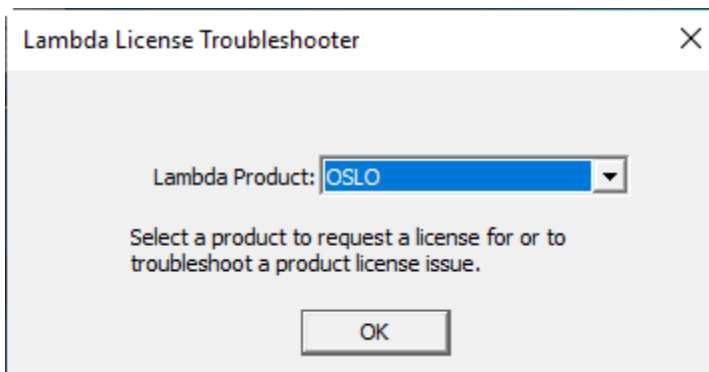 Lambda License Troubleshooter
Lambda Product: OSLO
Select a product to request a license for or to
troubleshoot a product license issue.
OK